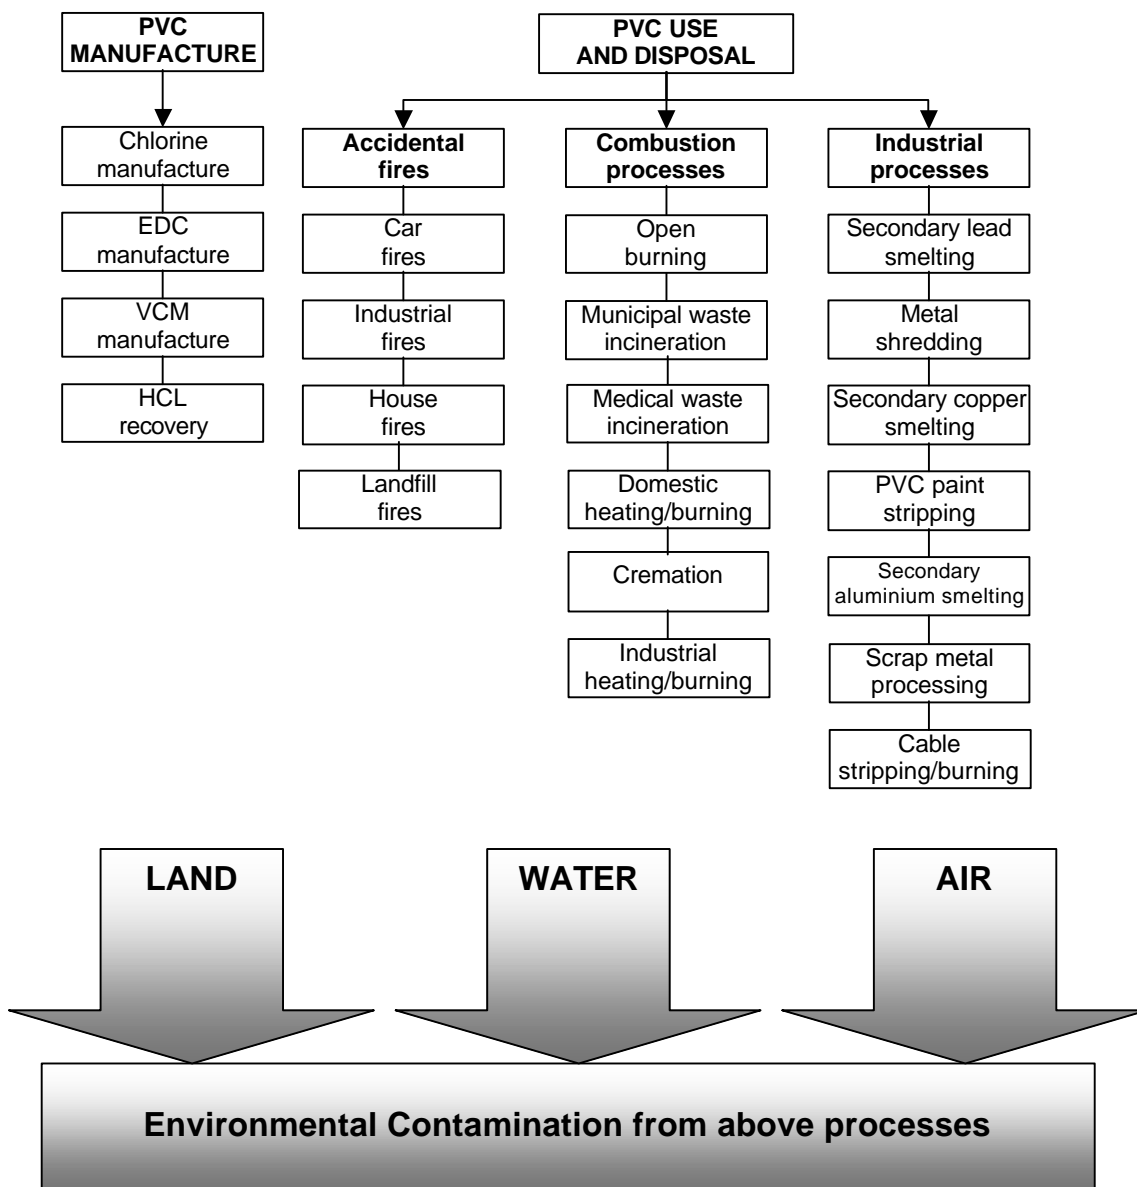 PVC
MANUFACTURE
Chlorine
manufacture
EDC
manufacture
VCM
manufacture
HCL
recovery
PVC USE
AND DISPOSAL
Accidental
fires
Car
fires
Industrial
fires
House
fires
Landfill
fires
Combustion
processes
Open
burning
Municipal waste
incineration
Medical waste
incineration
Domestic
heating/burning
Cremation
Industrial
heating/burning
Industrial
processes
Secondary lead
smelting
Metal
shredding
Secondary copper
smelting
PVC paint
stripping
Secondary
aluminium smelting
Scrap metal
processing
Cable
stripping/burning
LAND
WATER
AIR
Environmental Contamination from above processes